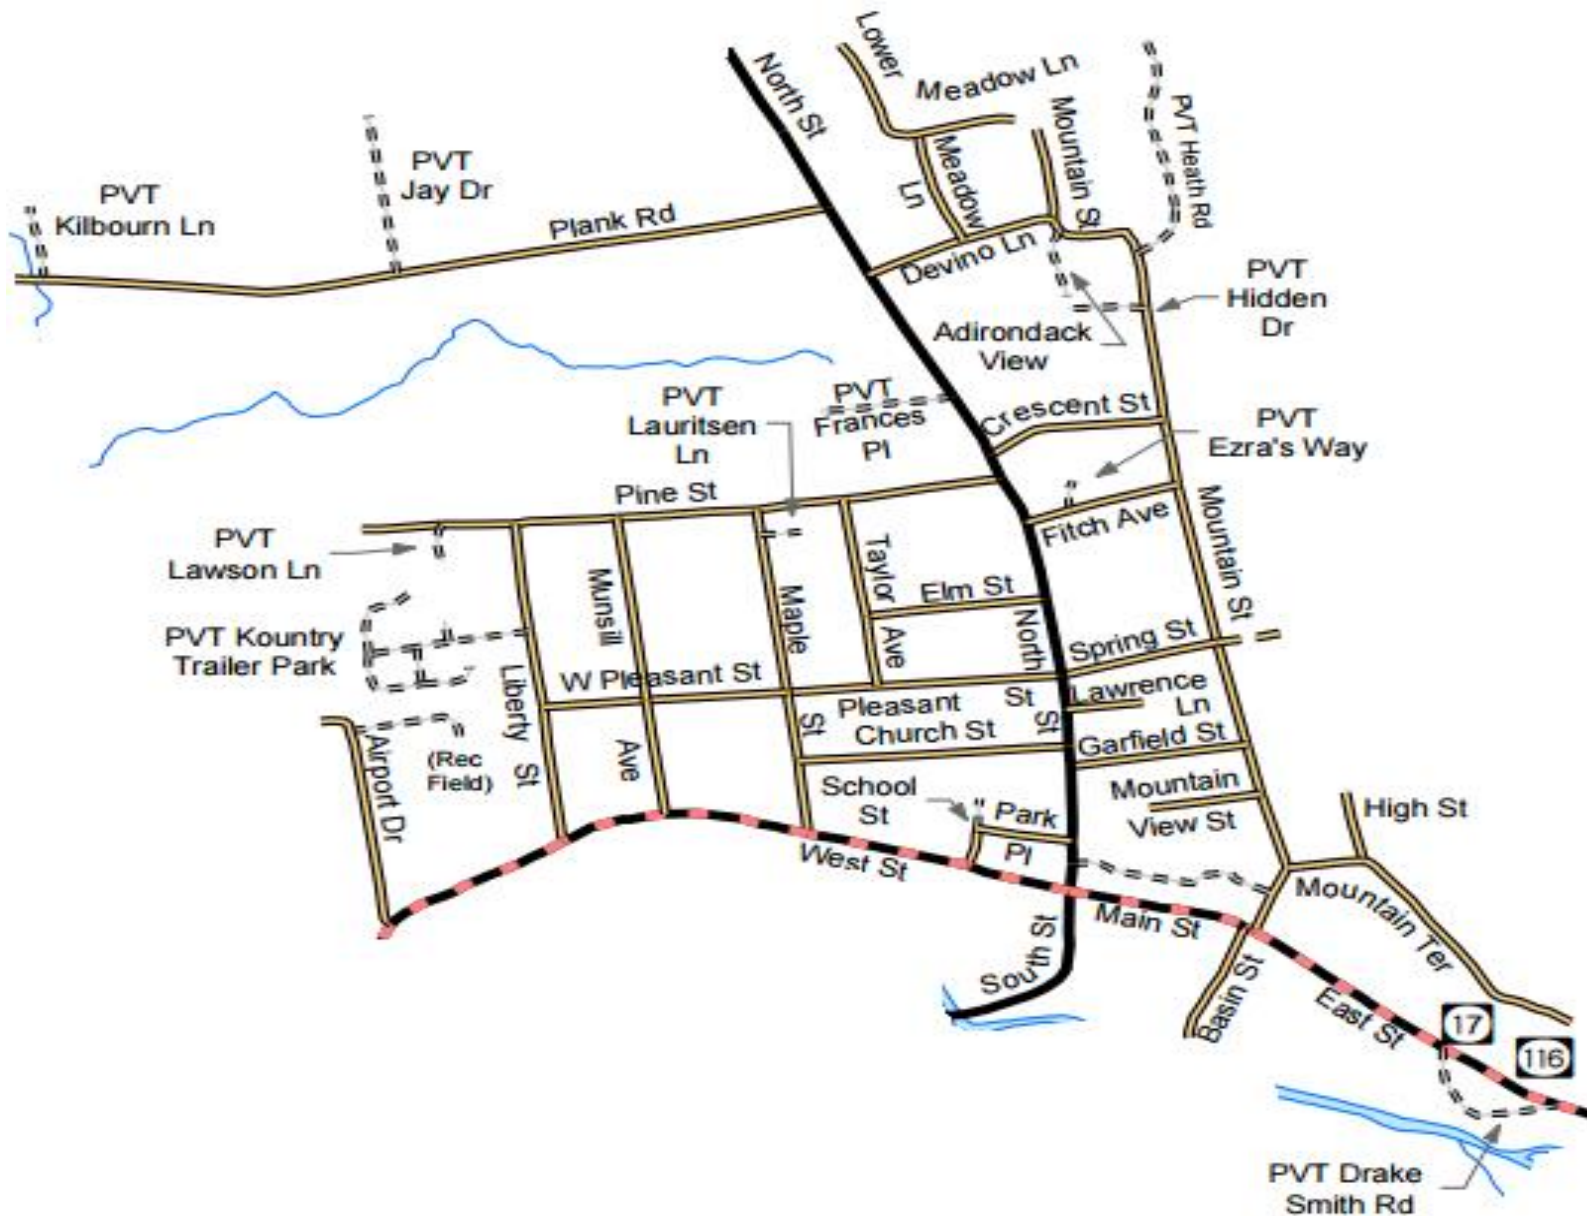 Lower
Meadow Ln
North St
Mountain St
PVT Heath Rd
PVT
Jay Dr
PVT
Kilbourn Ln
Meadow
Ln
Plank Rd
Devino Ln
PVT
Hidden
Dr
Adirondack
View
PVT
Lauritsen
Ln
PVT
Frances
Pl
Crescent St
PVT
Ezra's Way
Pine St
Fitch Ave
Mountain St
PVT
Lawson Ln
Munsill
Maple
Taylor
Elm St
Ave
North
Spring St
PVT Kountry
Trailer Park
W Pleasant St
Liberty
Lawrence
Ln
Pleasant St
St
Church St
St
Garfield St
Airport Dr
(Rec
Field)
St
Ave
School
St
Park
Pl
Mountain
View St
High St
West St
Main St
Mountain Ter
South St
Basin St
East St
17
116
PVT Drake
Smith Rd